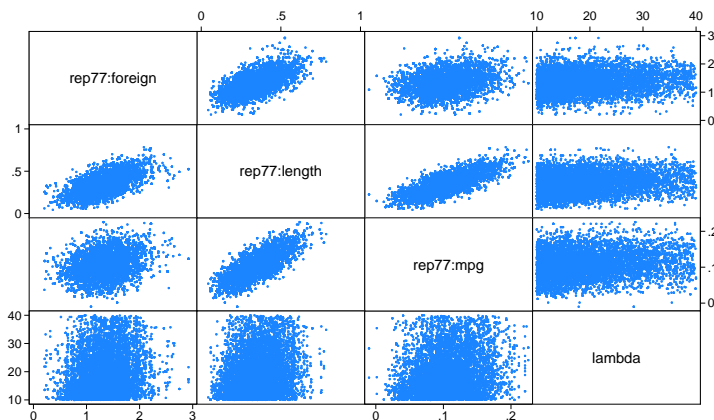 0 .5 1 10 20 30 40
rep77:foreign
3
2
1
0
1
.5
0
rep77:length
rep77:mpg
.2
.1
0
40
30
20
10
lambda
0 1 2 3 0 .1 .2